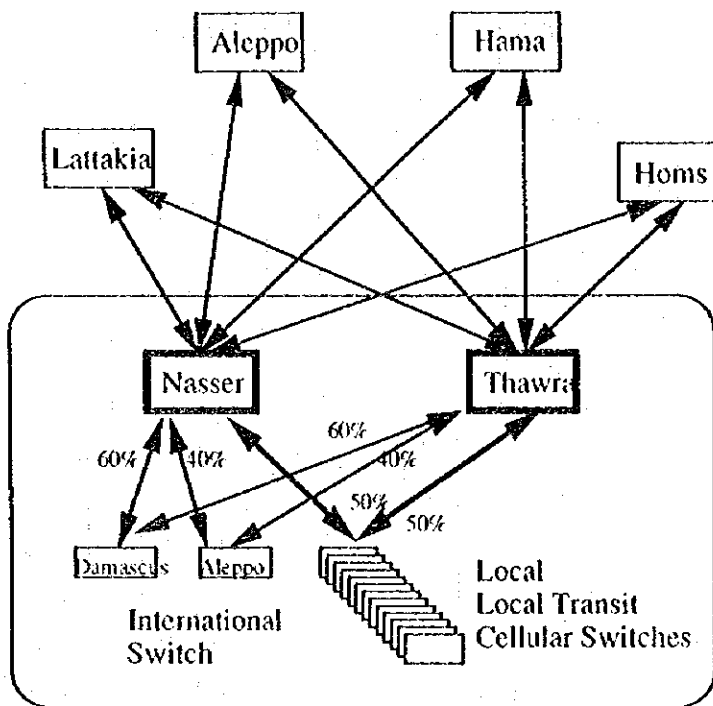 Aleppo
Hama
Lattakia
Homs
Nasser
Thawra
60%
40%
60%
40%
50%
50%
Damascus
Aleppo
International
Switch
Local
Local Transit
Cellular Switches